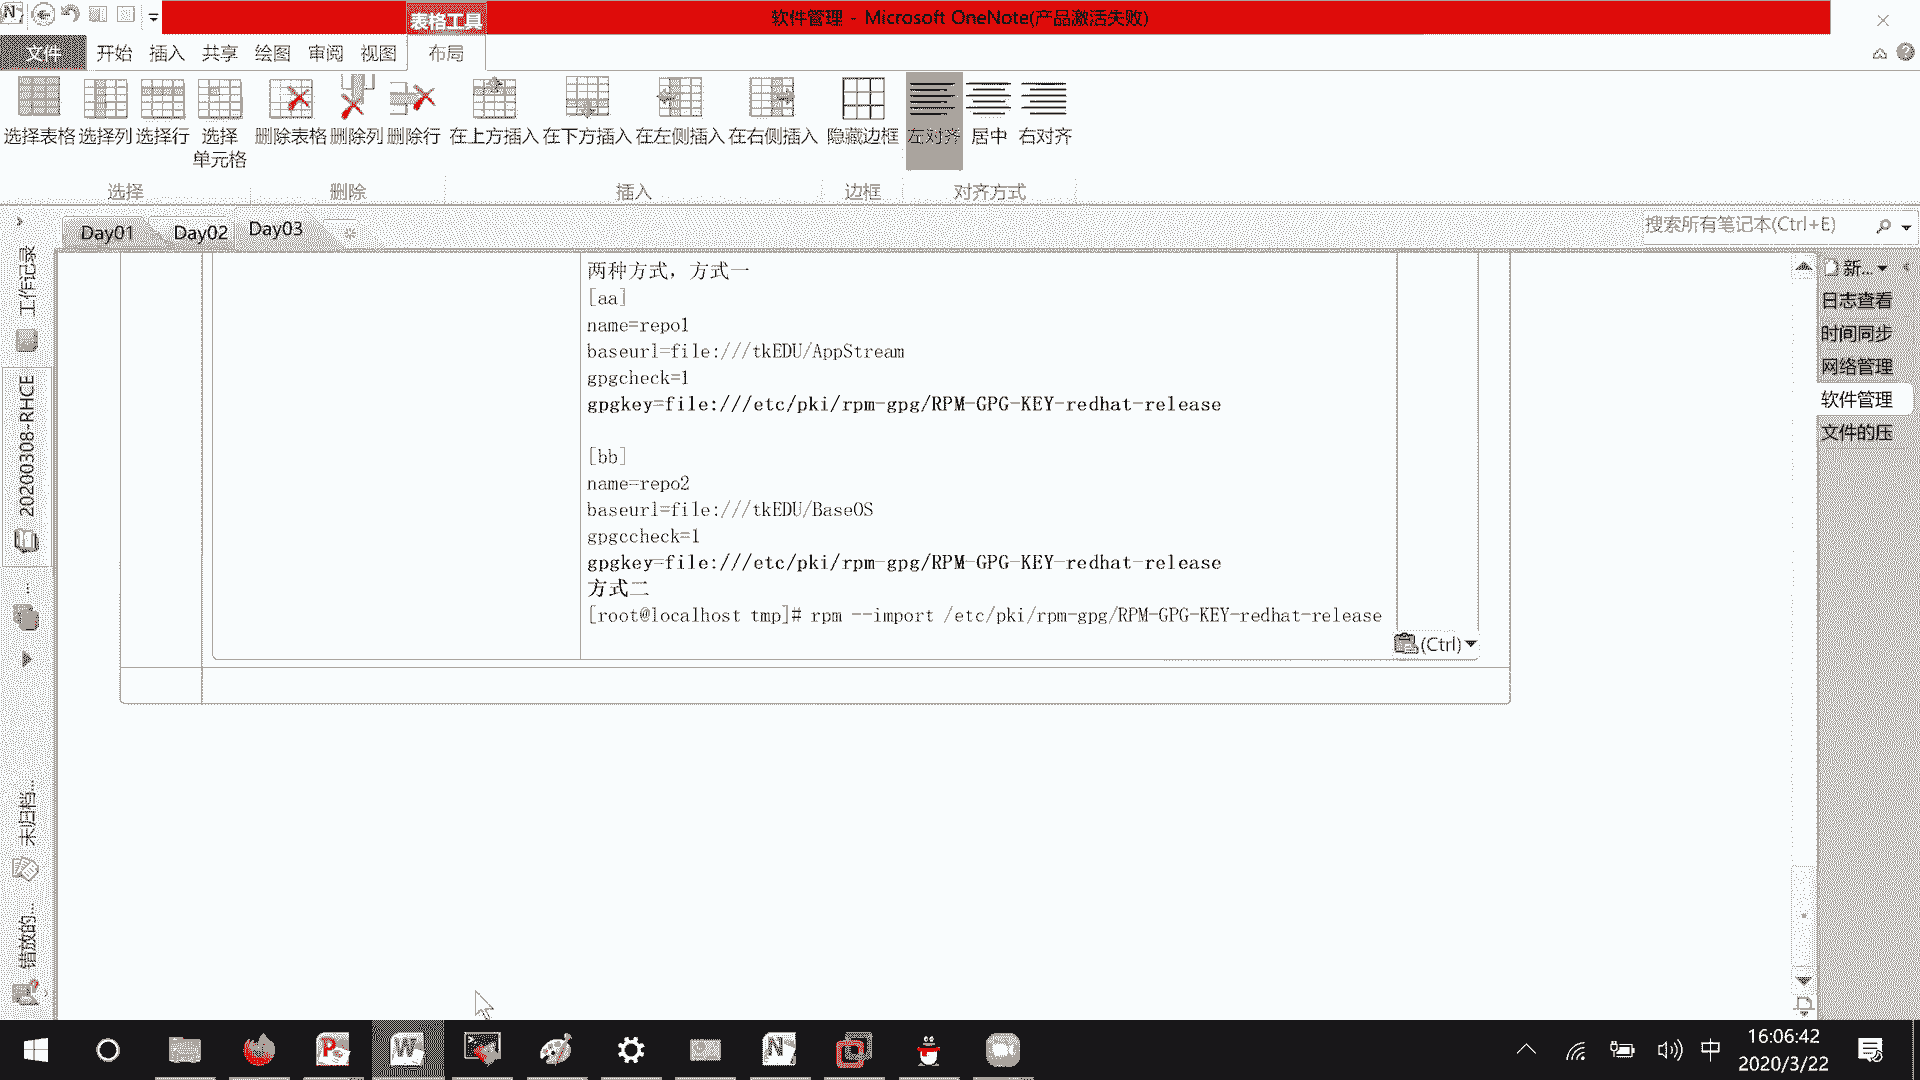 表格工具
软件管理 - Microsoft OneNote(产品激活失败)
文件 开始 插入 共享 绘图 审阅 视图 布局
选择表格 选择列 选择行 选择单元格 删除表格 删除列 删除行 在上方插入 在下方插入 在左侧插入 在右侧插入 隐藏边框 左对齐 居中 右对齐
选择 删除 插入 边框 对齐方式
Day01 Day02 Day03
搜索所有笔记本(Ctrl+E)
工作记录
20200308-RHCE
...
未归档...
错放的...
两种方式，方式一
[aa]
name=repo1
baseurl=file:///tkEDU/AppStream
gpgcheck=1
gpgkey=file:///etc/pki/rpm-gpg/RPM-GPG-KEY-redhat-release
[bb]
name=repo2
baseurl=file:///tkEDU/BaseOS
gpgccheck=1
gpgkey=file:///etc/pki/rpm-gpg/RPM-GPG-KEY-redhat-release
方式二
[root@localhost tmp]# rpm --import /etc/pki/rpm-gpg/RPM-GPG-KEY-redhat-release
(Ctrl)
新...
日志查看
时间同步
网络管理
软件管理
文件的压
中
16:06:42
2020/3/22